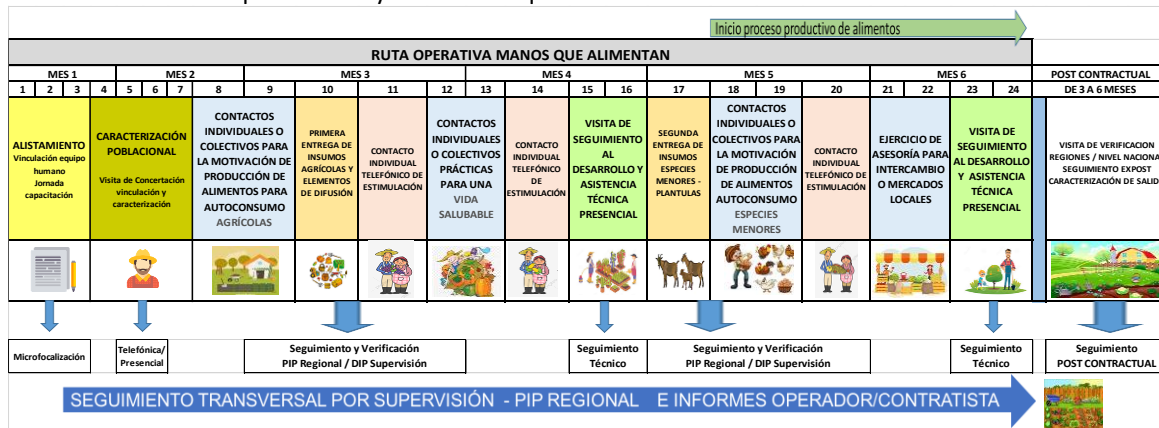 Inicio proceso productivo de alimentos
RUTA OPERATIVA MANOS QUE ALIMENTAN
MES 1 MES 2 MES 3 MES 4 MES 5 MES 6 POST CONTRACTUAL
1 2 3 4 5 6 7 8 9 10 11 12 13 14 15 16 17 18 19 20 21 22 23 24 DE 3 A 6 MESES
ALISTAMIENTO
Vinculación equipo
humano
Jornada
capacitación
CARACTERIZACIÓN
POBLACIONAL
Visita de Concertación
vinculación y
caracterización
CONTACTOS
INDIVIDUALES O
COLECTIVOS PARA
LA MOTIVACIÓN DE
PRODUCCIÓN DE
ALIMENTOS PARA
AUTOCONSUMO
AGRÍCOLAS
PRIMERA
ENTREGA DE
INSUMOS
AGRÍCOLAS Y
ELEMENTOS
DE DIFUSIÓN
CONTACTO
INDIVIDUAL
TELEFÓNICO DE
ESTIMULACIÓN
CONTACTOS
INDIVIDUALES
O COLECTIVOS
PRÁCTICAS
PARA UNA
VIDA
SALUBABLE
CONTACTO
INDIVIDUAL
TELEFÓNICO
DE
ESTIMULACIÓN
VISITA DE
SEGUIMIENTO
AL
DESARROLLO Y
ASISTENCIA
TÉCNICA
PRESENCIAL
SEGUNDA
ENTREGA DE
INSUMOS
ESPECIES
MENORES -
PLANTULAS
CONTACTOS
INDIVIDUALES O
COLECTIVOS PARA
LA MOTIVACIÓN
DE PRODUCCIÓN
DE ALIMENTOS
AUTOCONSUMO
ESPECIES
MENORES
CONTACTO
INDIVIDUAL
TELEFÓNICO
DE ESTIMULACIÓN
EJERCICIO DE
ASESORÍA PARA
INTERCAMBIO
O MERCADOS
LOCALES
VISITA DE
SEGUIMIENTO
AL DESARROLLO
Y ASISTENCIA
TÉCNICA
PRESENCIAL
VISITA DE VERIFICACION
REGIONES / NIVEL NACIONAL
SEGUIMIENTO EXPOST
CARACTERIZACIÓN DE SALID
Microfocalización
Telefónica/
Presencial
Seguimiento y Verificación
PIP Regional / DIP Supervisión
Seguimiento
Técnico
Seguimiento y Verificación
PIP Regional / DIP Supervisión
Seguimiento
Técnico
Seguimiento
POST CONTRACTUAL
SEGUIMIENTO TRANSVERSAL POR SUPERVISIÓN - PIP REGIONAL E INFORMES OPERADOR/CONTRATISTA